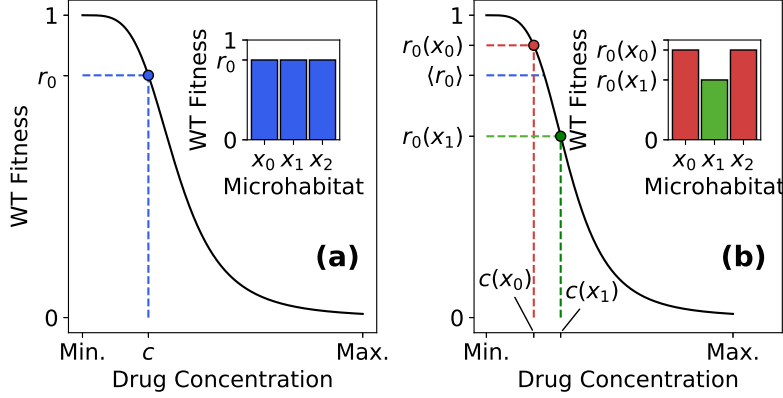 1
r₀
0
WT Fitness
Min.
c
Max.
Drug Concentration
1
r₀
0
WT Fitness
x₀ x₁ x₂
Microhabitat
(a)
1
r₀(x₀)
⟨r₀⟩
r₀(x₁)
0
Min.
Max.
Drug Concentration
c(x₀)
c(x₁)
r₀(x₀)
r₀(x₁)
0
WT Fitness
x₀ x₁ x₂
Microhabitat
(b)